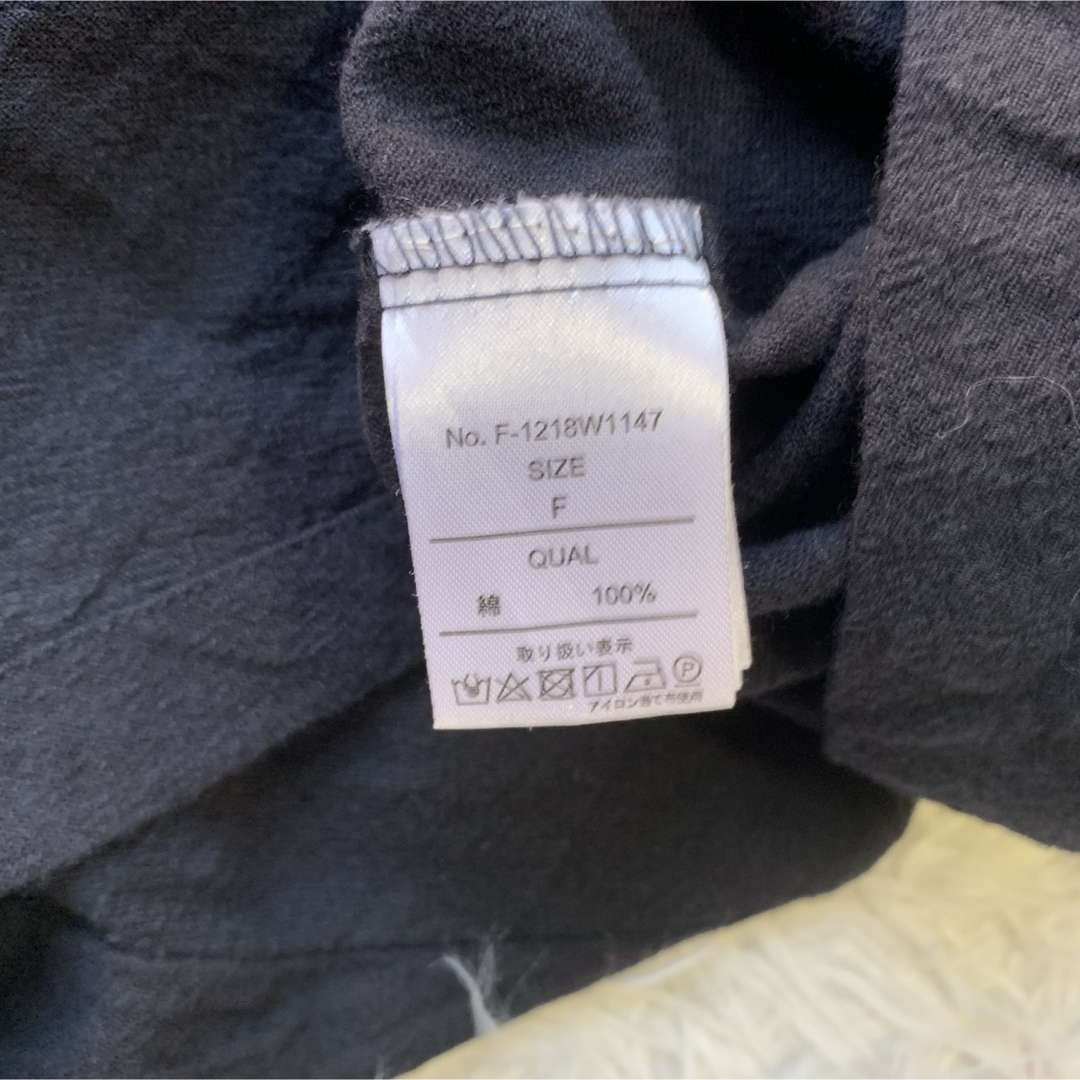 No. F-1218W1147
SIZE
F
QUAL
綿 100%
取り扱い表示
P
アイロン当て布使用